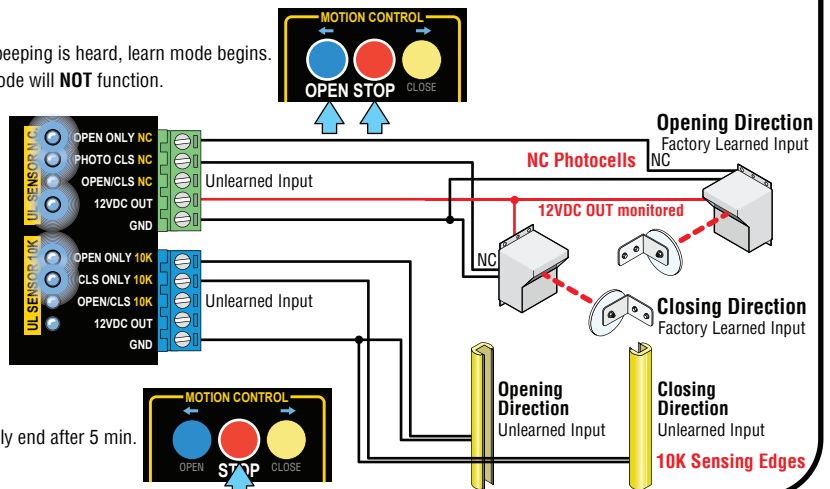 MOTION CONTROL
OPEN STOP CLOSE
beeping is heard, learn mode begins.
ode will NOT function.
UL SENSOR N.C.
OPEN ONLY NC
PHOTO CLS NC
OPEN/CLS NC
12VDC OUT
GND
Unlearned Input
NC Photocells
NC
Opening Direction
Factory Learned Input
12VDC OUT monitored
NC
Closing Direction
Factory Learned Input
UL SENSOR 10K
OPEN ONLY 10K
CLS ONLY 10K
OPEN/CLS 10K
12VDC OUT
GND
Unlearned Input
Opening
Direction
Unlearned Input
Closing
Direction
Unlearned Input
10K Sensing Edges
MOTION CONTROL
OPEN STOP CLOSE
ly end after 5 min.